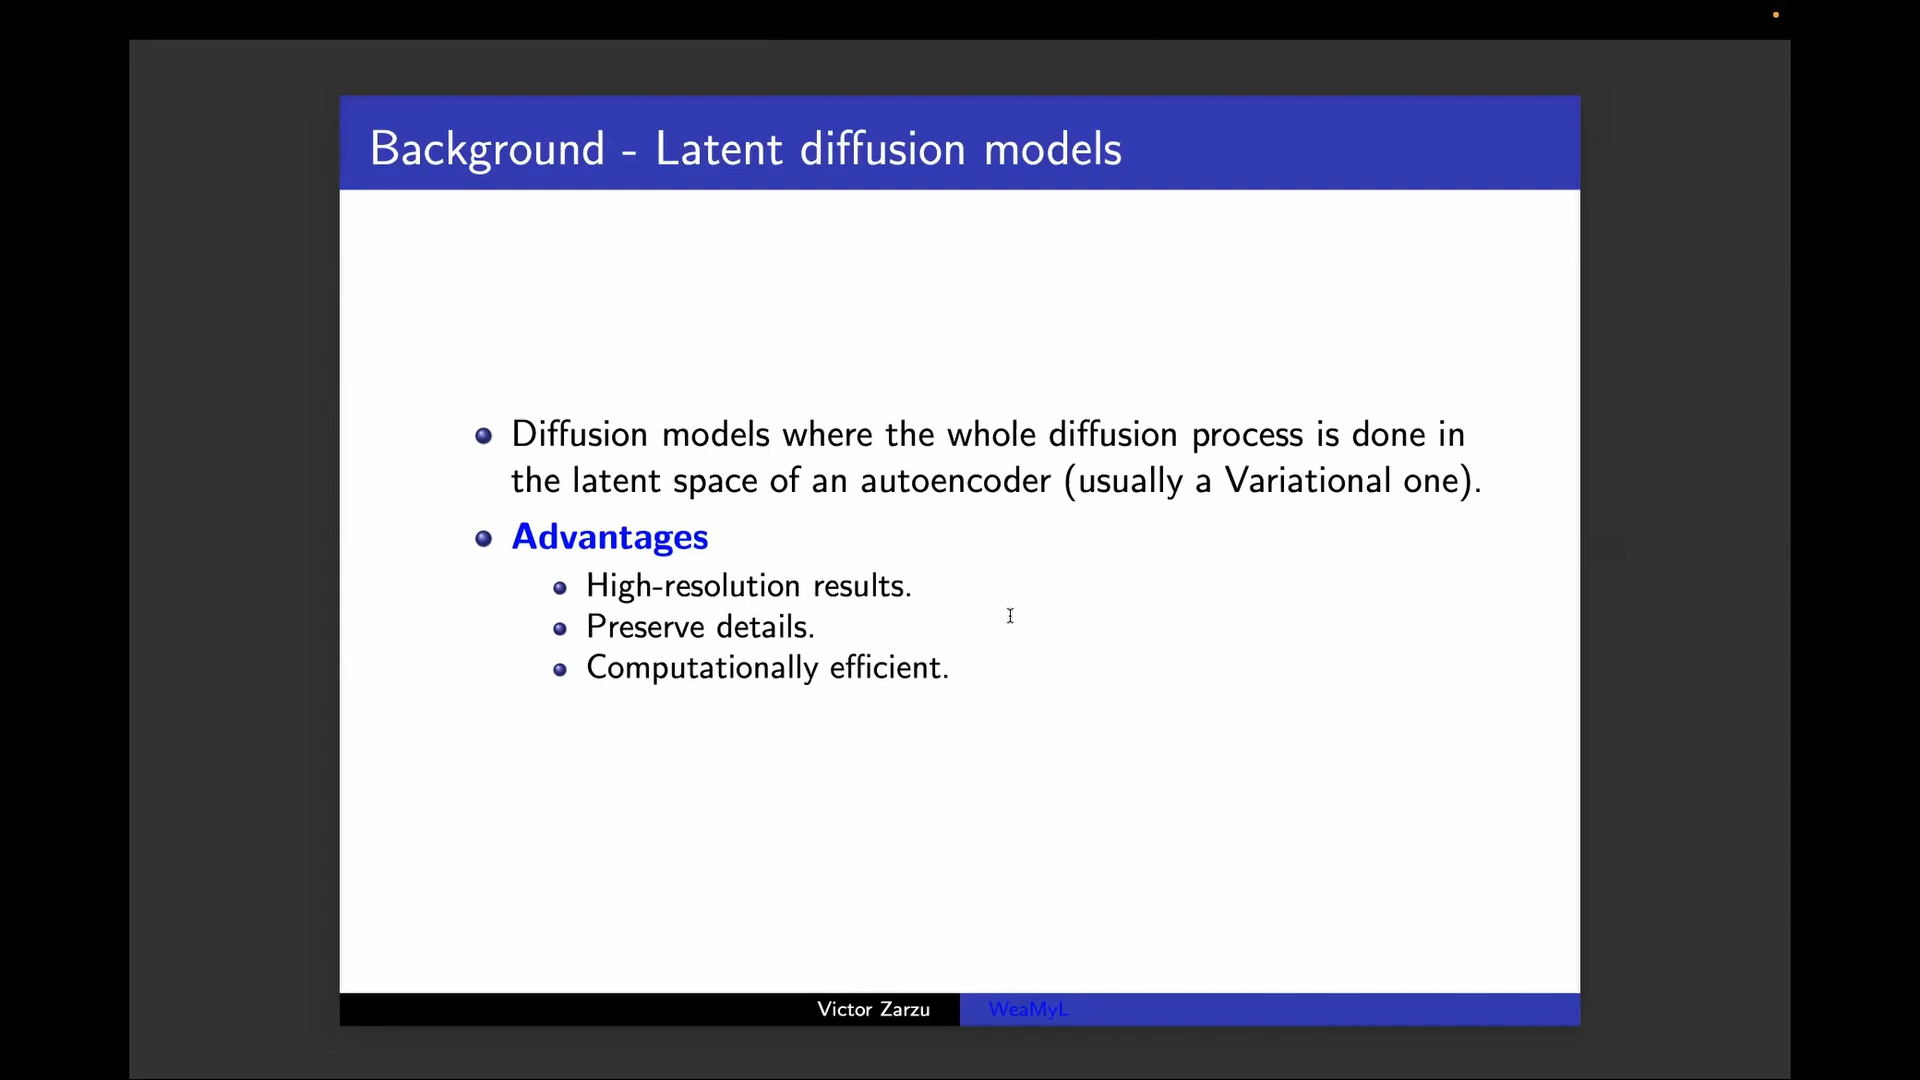 Background - Latent diffusion models
Diffusion models where the whole diffusion process is done in
the latent space of an autoencoder (usually a Variational one).
Advantages
High-resolution results.
Preserve details.
Computationally efficient.
Victor Zarzu
WeaMyL